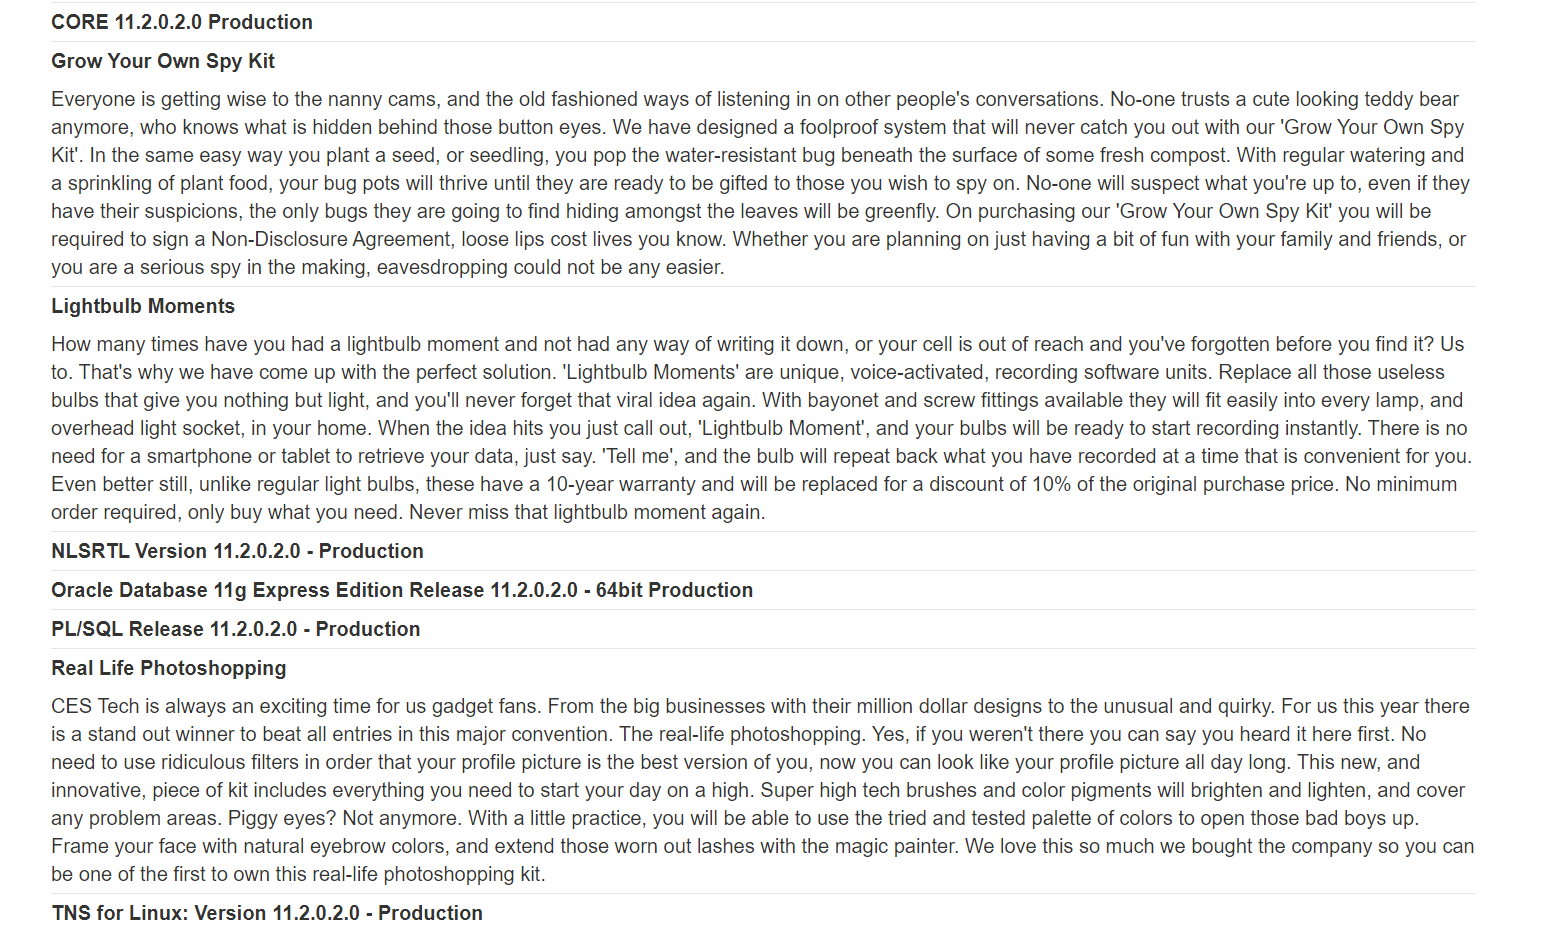 CORE 11.2.0.2.0 Production
Grow Your Own Spy Kit
Everyone is getting wise to the nanny cams, and the old fashioned ways of listening in on other people's conversations. No-one trusts a cute looking teddy bear
anymore, who knows what is hidden behind those button eyes. We have designed a foolproof system that will never catch you out with our 'Grow Your Own Spy
Kit'. In the same easy way you plant a seed, or seedling, you pop the water-resistant bug beneath the surface of some fresh compost. With regular watering and
a sprinkling of plant food, your bug pots will thrive until they are ready to be gifted to those you wish to spy on. No-one will suspect what you're up to, even if they
have their suspicions, the only bugs they are going to find hiding amongst the leaves will be greenfly. On purchasing our 'Grow Your Own Spy Kit' you will be
required to sign a Non-Disclosure Agreement, loose lips cost lives you know. Whether you are planning on just having a bit of fun with your family and friends, or
you are a serious spy in the making, eavesdropping could not be any easier.
Lightbulb Moments
How many times have you had a lightbulb moment and not had any way of writing it down, or your cell is out of reach and you've forgotten before you find it? Us
to. That's why we have come up with the perfect solution. 'Lightbulb Moments' are unique, voice-activated, recording software units. Replace all those useless
bulbs that give you nothing but light, and you'll never forget that viral idea again. With bayonet and screw fittings available they will fit easily into every lamp, and
overhead light socket, in your home. When the idea hits you just call out, 'Lightbulb Moment', and your bulbs will be ready to start recording instantly. There is no
need for a smartphone or tablet to retrieve your data, just say. 'Tell me', and the bulb will repeat back what you have recorded at a time that is convenient for you.
Even better still, unlike regular light bulbs, these have a 10-year warranty and will be replaced for a discount of 10% of the original purchase price. No minimum
order required, only buy what you need. Never miss that lightbulb moment again.
NLSRTL Version 11.2.0.2.0 - Production
Oracle Database 11g Express Edition Release 11.2.0.2.0 - 64bit Production
PL/SQL Release 11.2.0.2.0 - Production
Real Life Photoshopping
CES Tech is always an exciting time for us gadget fans. From the big businesses with their million dollar designs to the unusual and quirky. For us this year there
is a stand out winner to beat all entries in this major convention. The real-life photoshopping. Yes, if you weren't there you can say you heard it here first. No
need to use ridiculous filters in order that your profile picture is the best version of you, now you can look like your profile picture all day long. This new, and
innovative, piece of kit includes everything you need to start your day on a high. Super high tech brushes and color pigments will brighten and lighten, and cover
any problem areas. Piggy eyes? Not anymore. With a little practice, you will be able to use the tried and tested palette of colors to open those bad boys up.
Frame your face with natural eyebrow colors, and extend those worn out lashes with the magic painter. We love this so much we bought the company so you can
be one of the first to own this real-life photoshopping kit.
TNS for Linux: Version 11.2.0.2.0 - Production